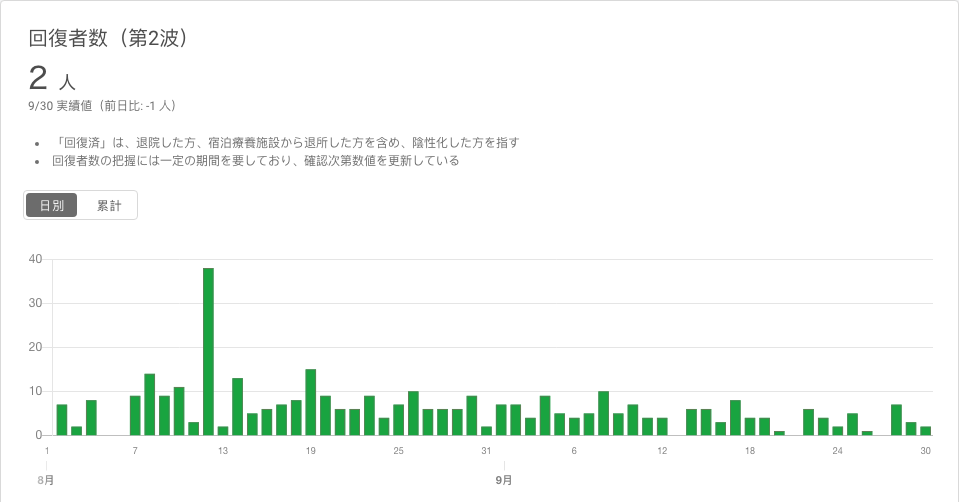 回復者数（第2波）
2 人
9/30 実績値（前日比: -1 人）
• 「回復済」は、退院した方、宿泊療養施設から退所した方を含め、陰性化した方を指す
• 回復者数の把握には一定の期間を要しており、確認次第数値を更新している
日別 累計
40
30
20
10
0
1 7 13 19 25 31 6 12 18 24 30
8月 9月